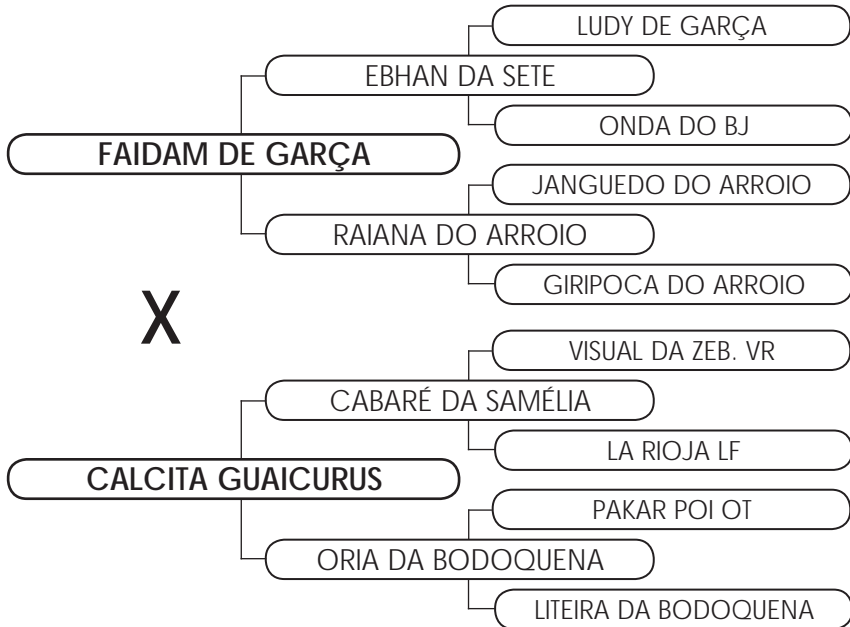 LUDY DE GARÇA
EBHAN DA SETE
ONDA DO BJ
FAIDAM DE GARÇA
JANGUEDO DO ARROIO
RAIANA DO ARROIO
GIRIPOCA DO ARROIO
X
VISUAL DA ZEB. VR
CABARÉ DA SAMÉLIA
LA RIOJA LF
CALCITA GUAICURUS
PAKAR POI OT
ORIA DA BODOQUENA
LITEIRA DA BODOQUENA